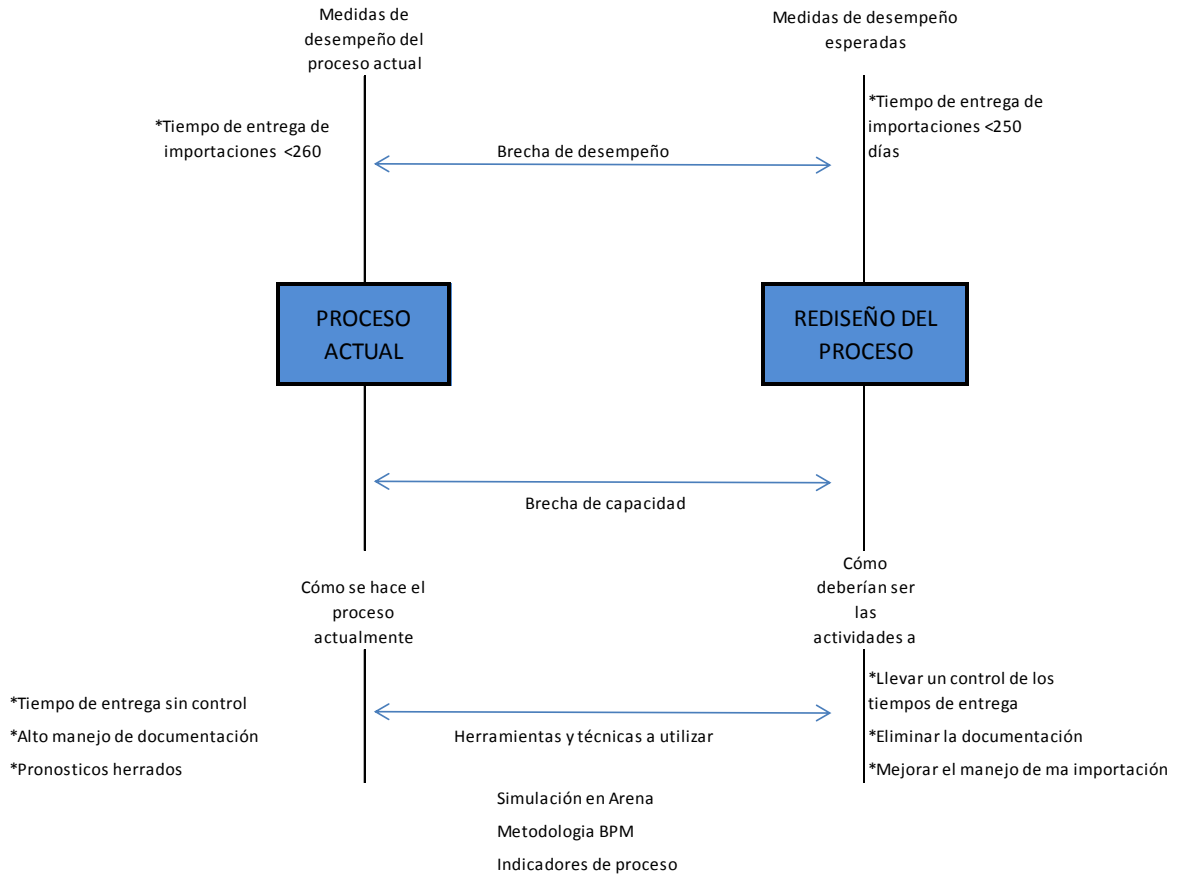 Medidas de
desempeño del
proceso actual
Medidas de desempeño
esperadas
*Tiempo de entrega de
importaciones <260
Brecha de desempeño
*Tiempo de entrega de
importaciones <250
días
PROCESO
ACTUAL
REDISEÑO DEL
PROCESO
Brecha de capacidad
Cómo se hace el
proceso
actualmente
Cómo
deberían ser
las
actividades a
*Tiempo de entrega sin control
*Alto manejo de documentación
*Pronosticos herrados
Herramientas y técnicas a utilizar
*Llevar un control de los
tiempos de entrega
*Eliminar la documentación
*Mejorar el manejo de ma importación
Simulación en Arena
Metodologia BPM
Indicadores de proceso